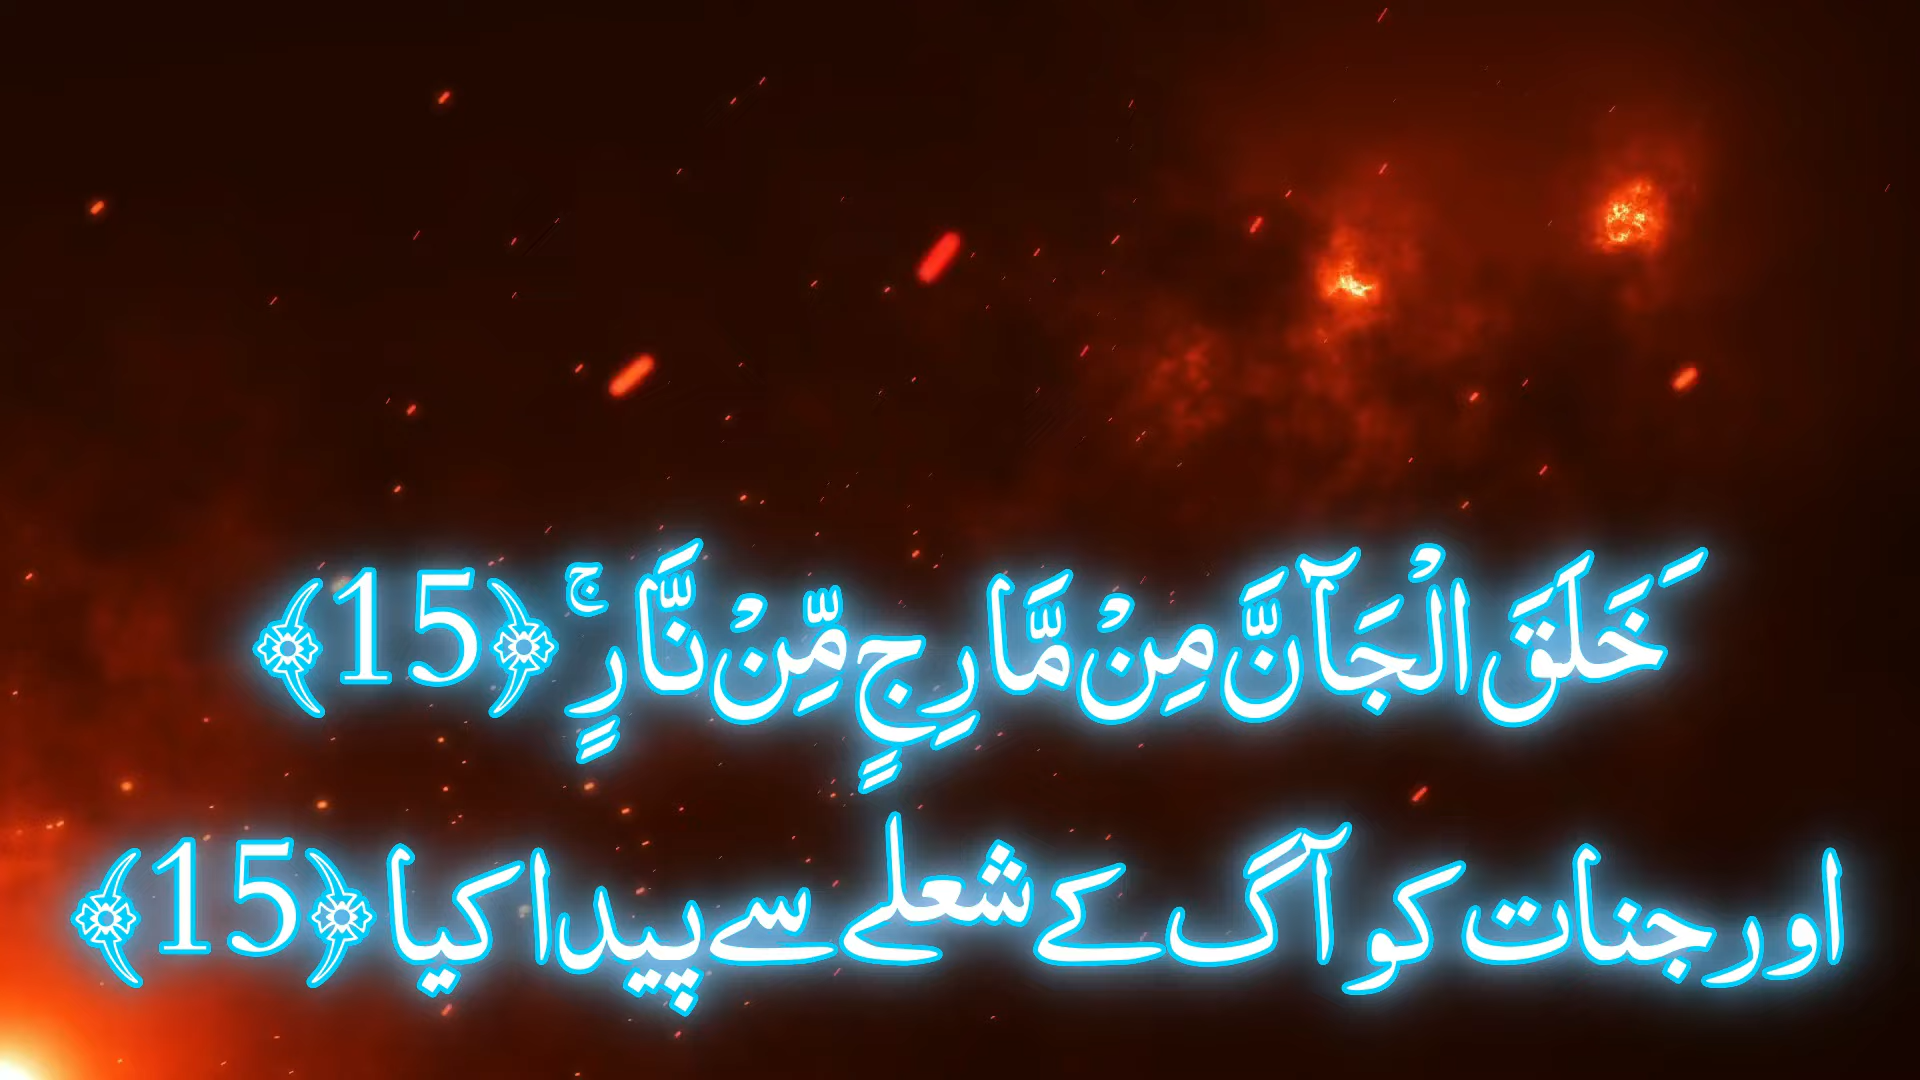 َ خَلَقَ الْجَآنَّ مِنْ مَّارِجٍ مِّنْ نَّارٍ ۚ ﴿15﴾
اور جنات کو آگ کے شعلے سے پیدا کیا ﴿15﴾